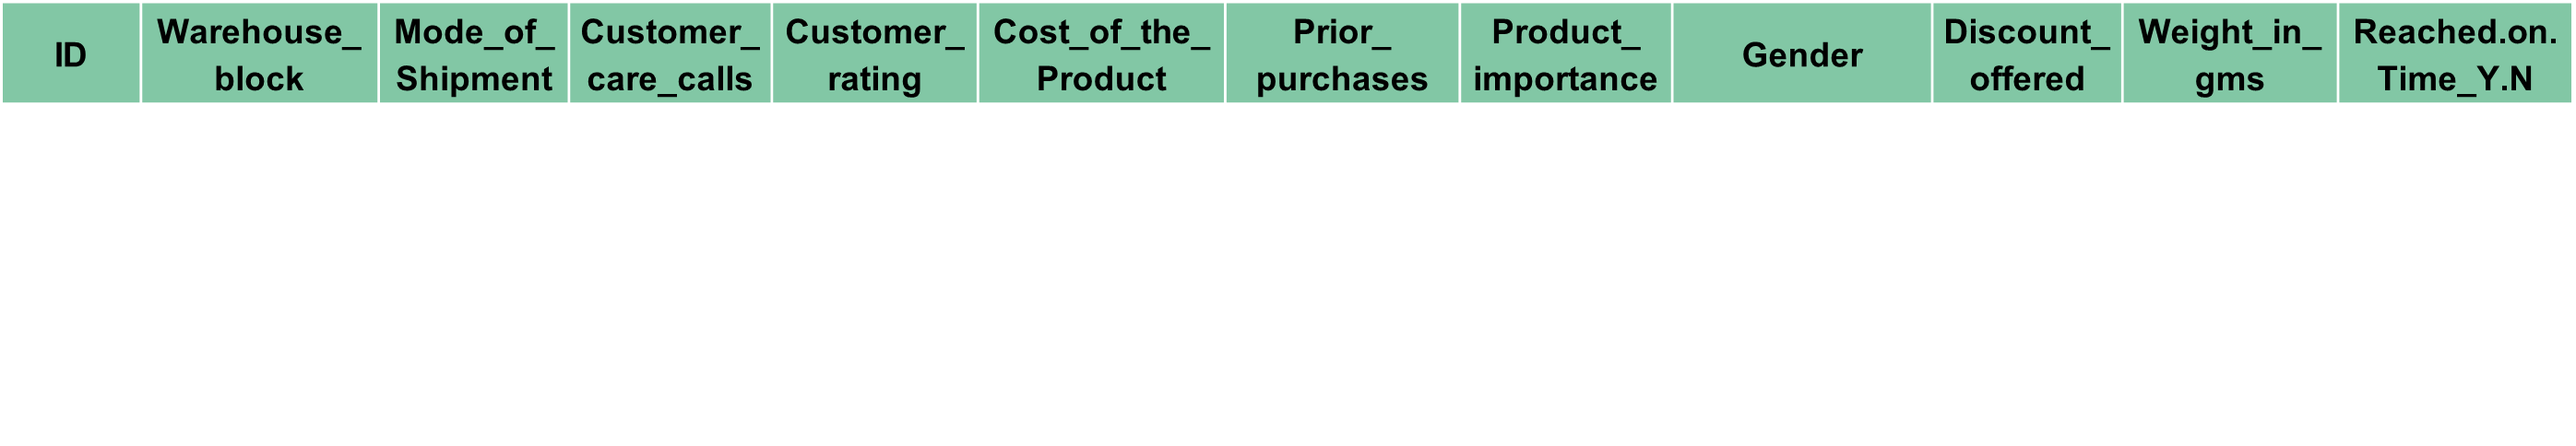 ID
Warehouse_
block
Mode_of_
Shipment
Customer_
care_calls
Customer_
rating
Cost_of_the_
Product
Prior_
purchases
Product_
importance
Gender
Discount_
offered
Weight_in_
gms
Reached.on.
Time_Y.N